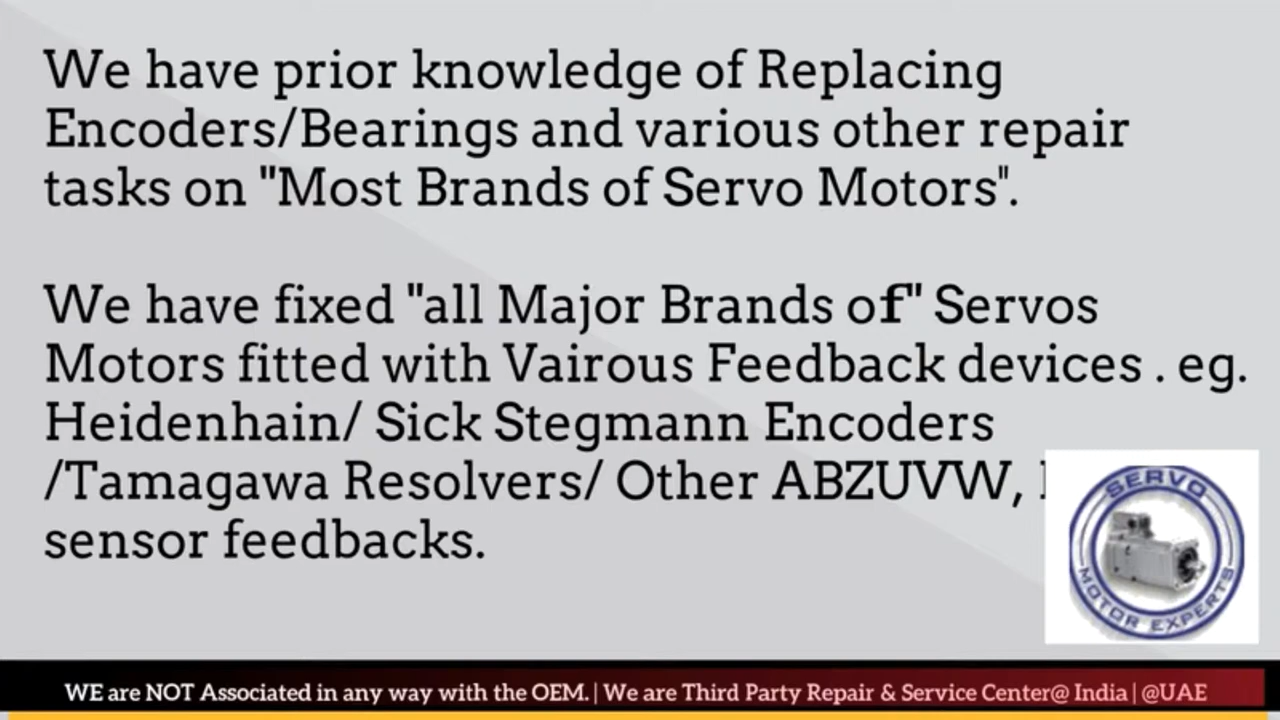 We have prior knowledge of Replacing
Encoders/Bearings and various other repair
tasks on "Most Brands of Servo Motors".
We have fixed "all Major Brands of" Servos
Motors fitted with Vairous Feedback devices . eg.
Heidenhain/ Sick Stegmann Encoders
/Tamagawa Resolvers/ Other ABZUVW,
sensor feedbacks.
SERVO
MOTOR EXPERTS
WE are NOT Associated in any way with the OEM. | We are Third Party Repair & Service Center@ India | @UAE